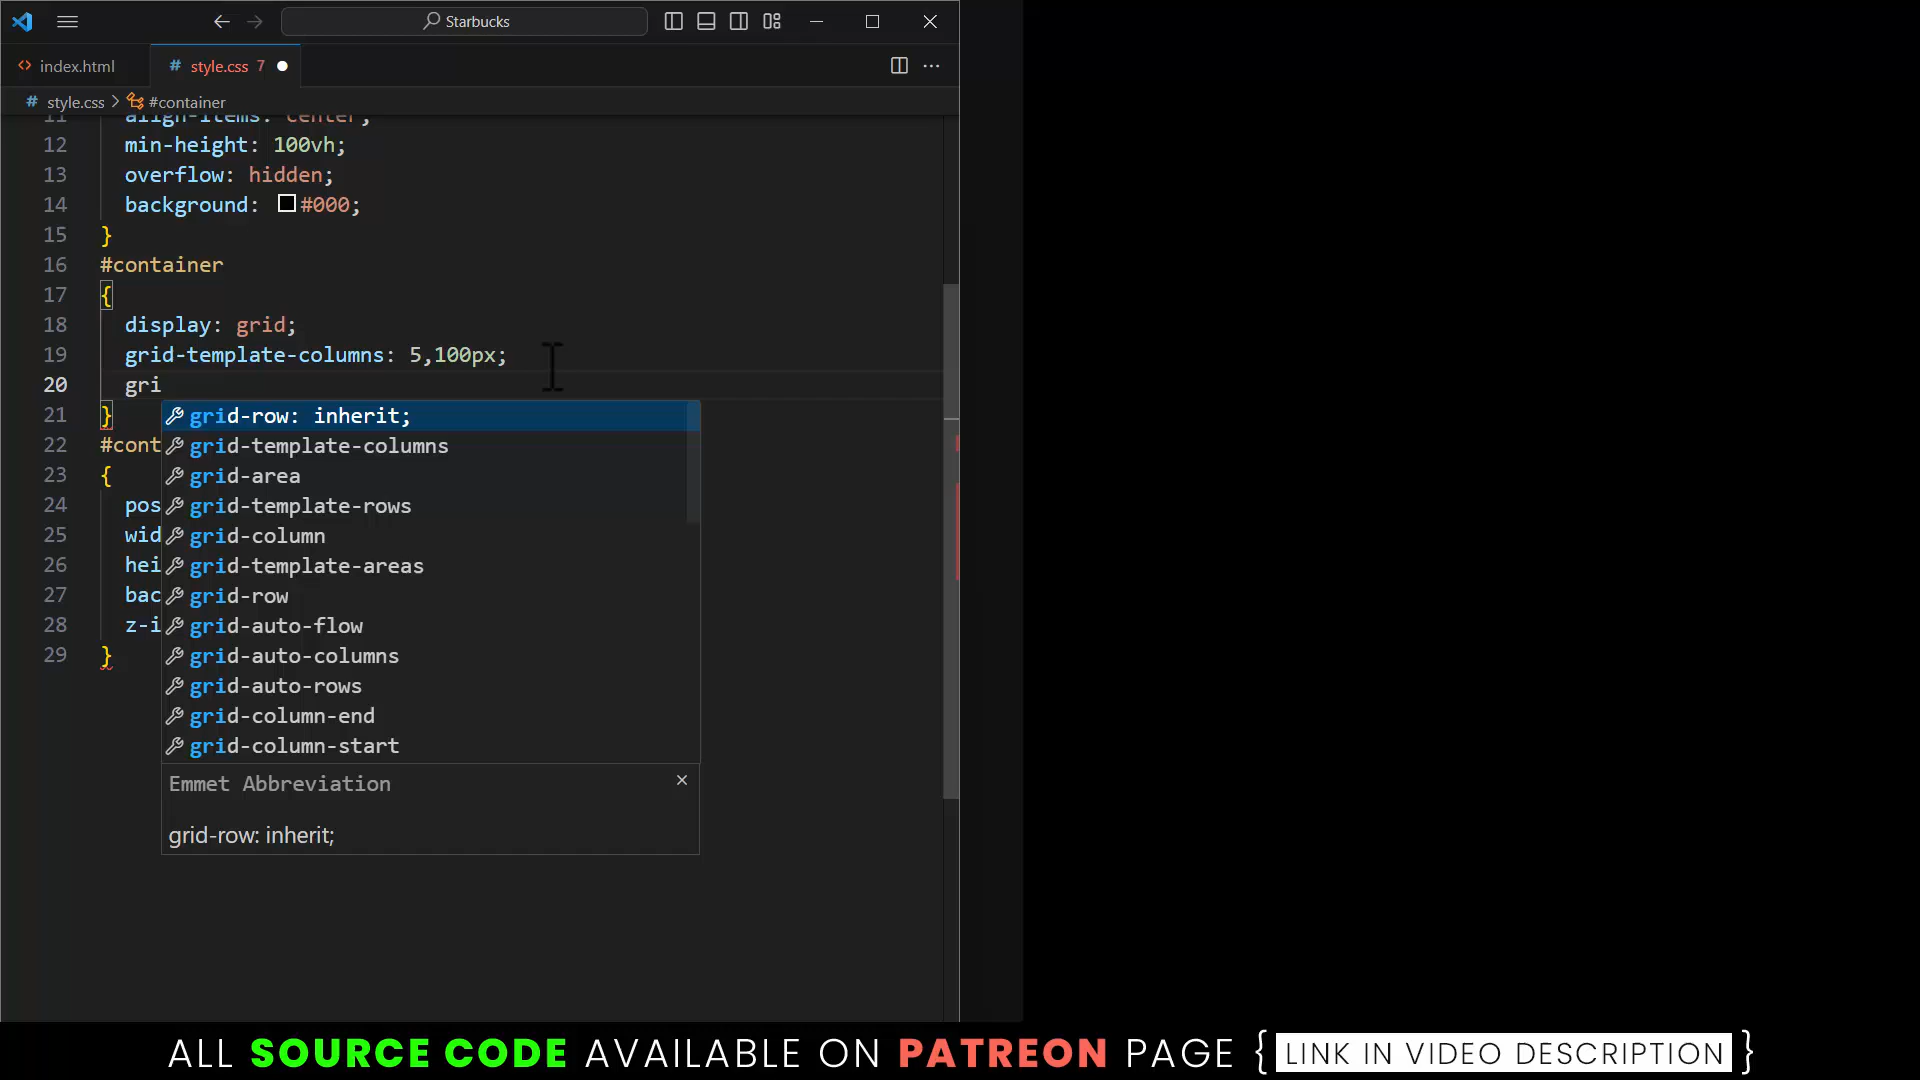 Starbucks
index.html
# style.css 7
# style.css > #container
11 align-items: center;
12 min-height: 100vh;
13 overflow: hidden;
14 background: #000;
15 }
16 #container
17 {
18 display: grid;
19 grid-template-columns: 5,100px;
20 gri
21 }
grid-row: inherit;
22 #cont
grid-template-columns
23 {
grid-area
24 pos
grid-template-rows
25 wid
grid-column
26 hei
grid-template-areas
27 bac
grid-row
28 z-i
grid-auto-flow
29 }
grid-auto-columns
grid-auto-rows
grid-column-end
grid-column-start
Emmet Abbreviation
grid-row: inherit;
ALL SOURCE CODE AVAILABLE ON PATREON PAGE { LINK IN VIDEO DESCRIPTION }